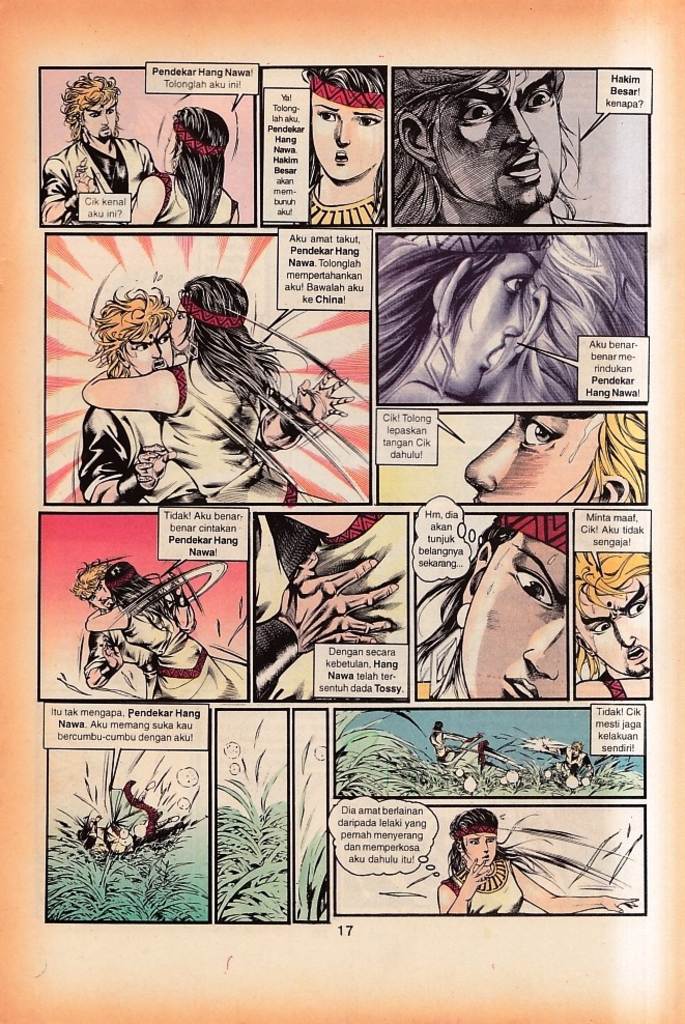 Pendekar Hang Nawa!
Tolonglah aku ini!
Cik kenal
aku ini?
Ya!
Tolong-
lah aku,
Pendekar
Hang
Nawa.
Hakim
Besar
akan
mem-
bunuh
aku!
Hakim
Besar!
kenapa?
Aku amat takut,
Pendekar Hang
Nawa. Tolonglah
mempertahankan
aku! Bawalah aku
ke China!
Aku benar-
benar me-
rindukan
Pendekar
Hang Nawa!
Cik! Tolong
lepaskan
tangan Cik
dahulu!
Tidak! Aku benar-
benar cintakan
Pendekar Hang
Nawa!
Dengan secara
kebetulan, Hang
Nawa telah ter-
sentuh dada Tossy.
Hm, dia
akan
tunjuk
belangnya
sekarang...
Minta maaf,
Cik! Aku tidak
sengaja!
Itu tak mengapa, Pendekar Hang
Nawa. Aku memang suka kau
bercumbu-cumbu dengan aku!
Tidak! Cik
mesti jaga
kelakuan
sendiri!
Dia amat berlainan
daripada lelaki yang
pernah menyerang
dan memperkosa
aku dahulu itu!
17